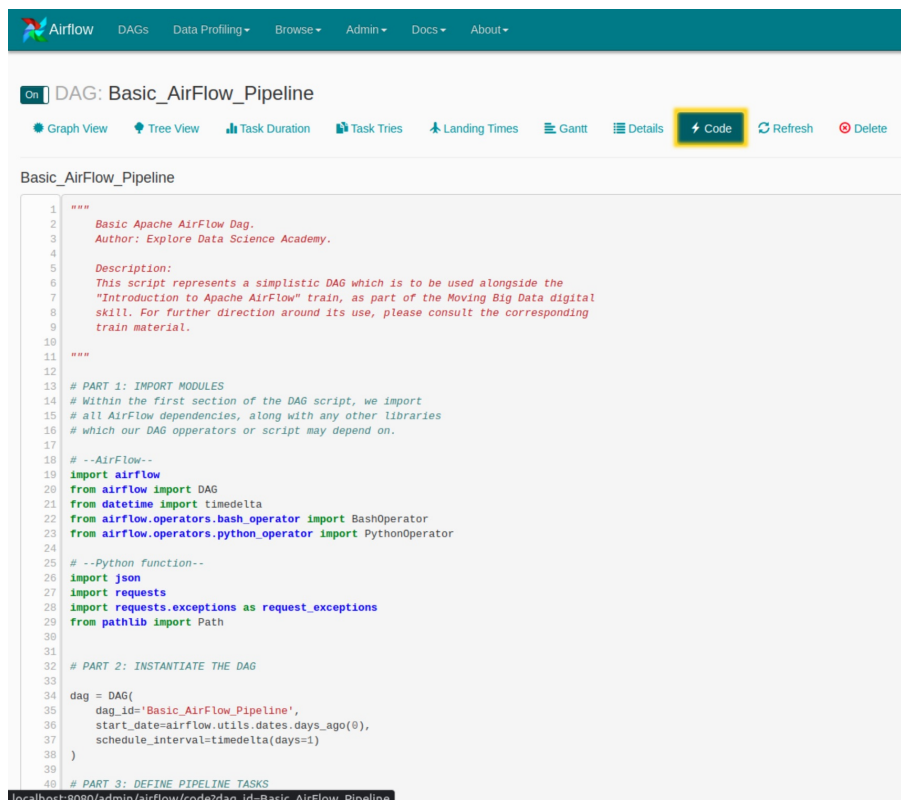 Airflow DAGs Data Profiling Browse Admin Docs About
On DAG: Basic_AirFlow_Pipeline
Graph View Tree View Task Duration Task Tries Landing Times Gantt Details Code Refresh Delete
Basic_AirFlow_Pipeline
1 """
2 Basic Apache AirFlow Dag.
3 Author: Explore Data Science Academy.
4
5 Description:
6 This script represents a simplistic DAG which is to be used alongside the
7 "Introduction to Apache AirFlow" train, as part of the Moving Big Data digital
8 skill. For further direction around its use, please consult the corresponding
9 train material.
10
11 """
12
13 # PART 1: IMPORT MODULES
14 # Within the first section of the DAG script, we import
15 # all AirFlow dependencies, along with any other libraries
16 # which our DAG opperators or script may depend on.
17
18 # --AirFlow--
19 import airflow
20 from airflow import DAG
21 from datetime import timedelta
22 from airflow.operators.bash_operator import BashOperator
23 from airflow.operators.python_operator import PythonOperator
24
25 # --Python function--
26 import json
27 import requests
28 import requests.exceptions as request_exceptions
29 from pathlib import Path
30
31
32 # PART 2: INSTANTIATE THE DAG
33
34 dag = DAG(
35 dag_id='Basic_AirFlow_Pipeline',
36 start_date=airflow.utils.dates.days_ago(0),
37 schedule_interval=timedelta(days=1)
38 )
39
40 # PART 3: DEFINE PIPELINE TASKS
localhost:8080/admin/airflow/code?dag_id=Basic_AirFlow_Pipeline